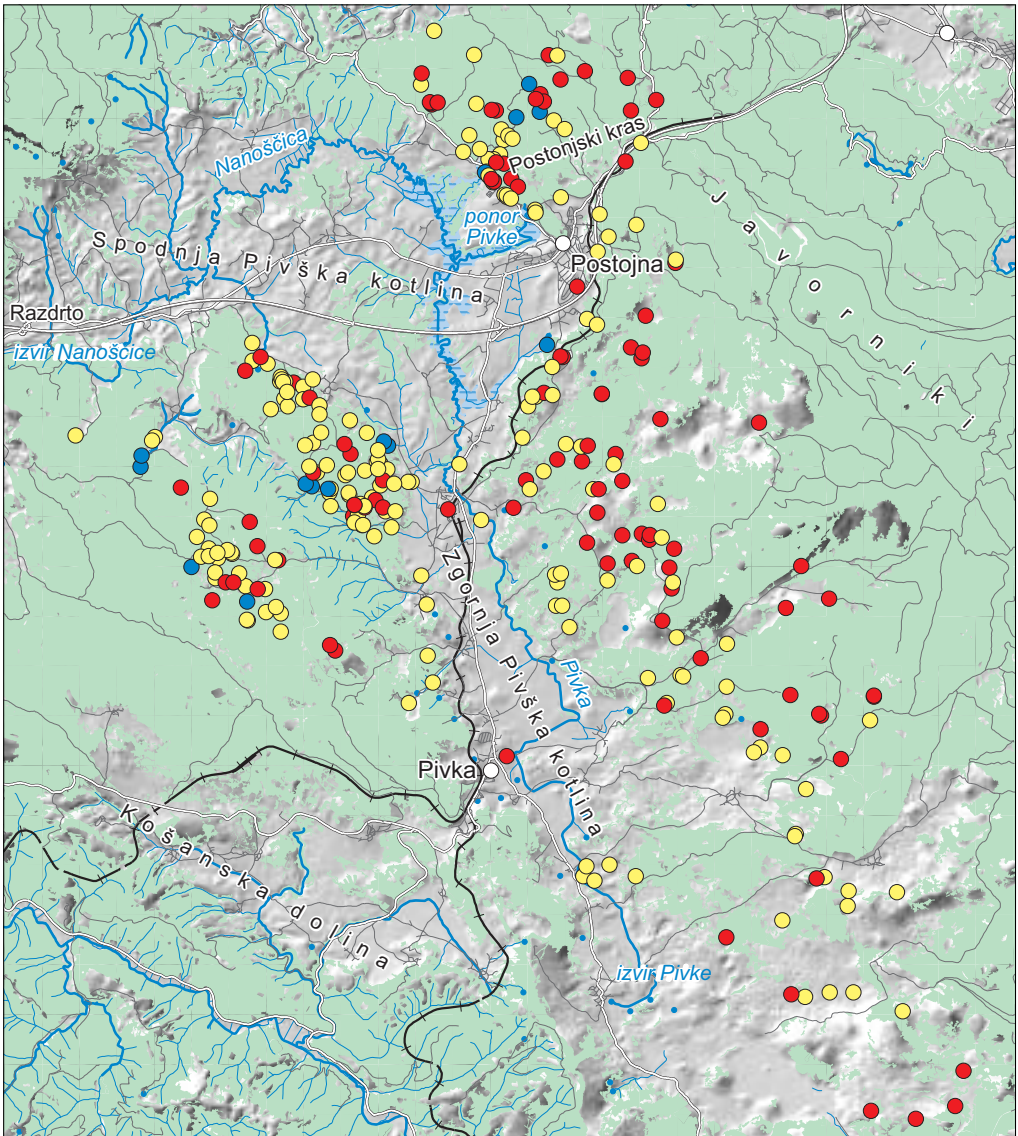 Postonjski kras
Nanoščica
Javorniki
ponor
Pivke
Spodnja Pivška kotlina
Postojna
Razdrto
izvir Nanoščice
Zgornja Pivška kotlina
Pivka
Pivka
Košanska dolina
izvir Pivke